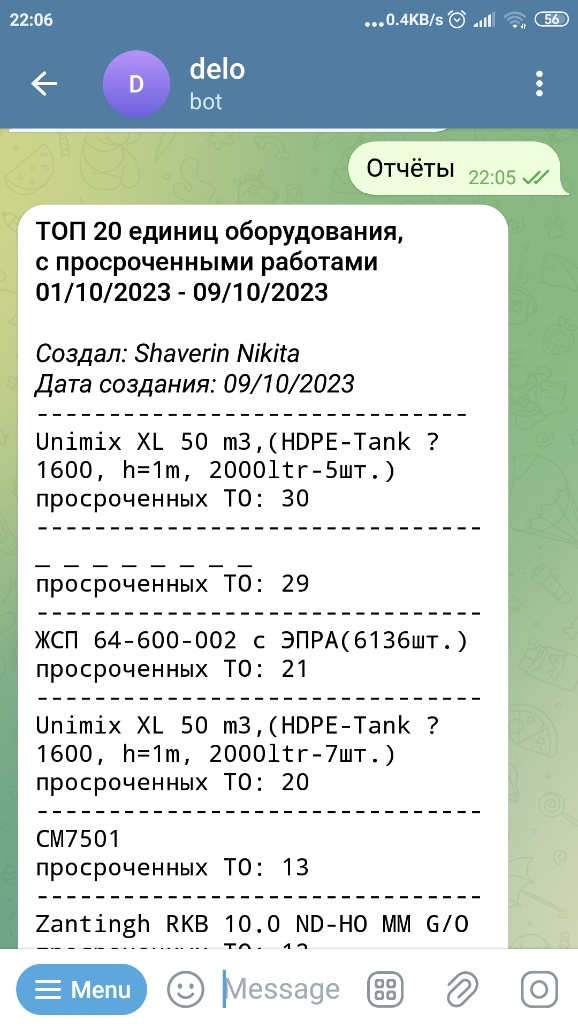 22:06
...0.4KB/s
56
D
delo
bot
Отчёты 22:05
ТОП 20 единиц оборудования,
с просроченными работами
01/10/2023 - 09/10/2023
Создал: Shaverin Nikita
Дата создания: 09/10/2023
-------------------------------
Unimix XL 50 m3,(HDPE-Tank ?
1600, h=1m, 2000ltr-5шт.)
просроченных ТО: 30
-------------------------------
_ _ _ _ _ _ _ _
просроченных ТО: 29
-------------------------------
ЖСП 64-600-002 с ЭПРА(6136шт.)
просроченных ТО: 21
-------------------------------
Unimix XL 50 m3,(HDPE-Tank ?
1600, h=1m, 2000ltr-7шт.)
просроченных ТО: 20
-------------------------------
CM7501
просроченных ТО: 13
-------------------------------
Zantingh RKB 10.0 ND-HO MM G/O
просроченных ТО:
Menu
Message